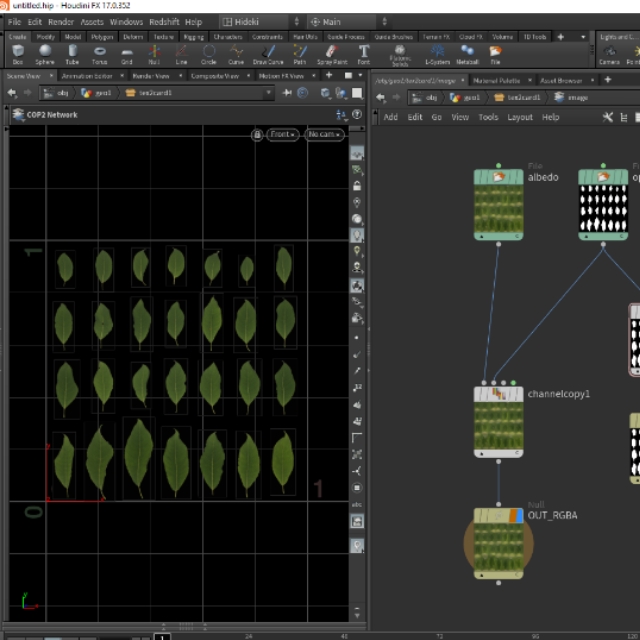 untitled.hip - Houdini FX 17.0.352
File Edit Render Assets Windows Redshift Hideki Main
Create Modify Model Polygon Deform Texture Rigging Characters Constraints Hair Utils Guide Process Guide Brushes Terrain FX Cloud FX Volume TD Tools Lights and C
Box Sphere Tube Torus Grid Null Line Circle Curve Draw Curve Path Spray Paint Font Platonic Solids L-System Metaball File Camera Point
Scene View Animation Editor Render View Composite View Motion FX View
/obj/geo1/tex2card1/image Material Palette Asset Browser
obj geo1 tex2card1
obj geo1 tex2card1 image
COP2 Network
Add Edit Go View Tools Layout Help
Front No cam
File
albedo
op
1
channelcopy1
1
0
Null
OUT_RGBA
1 24 48 72 96 120